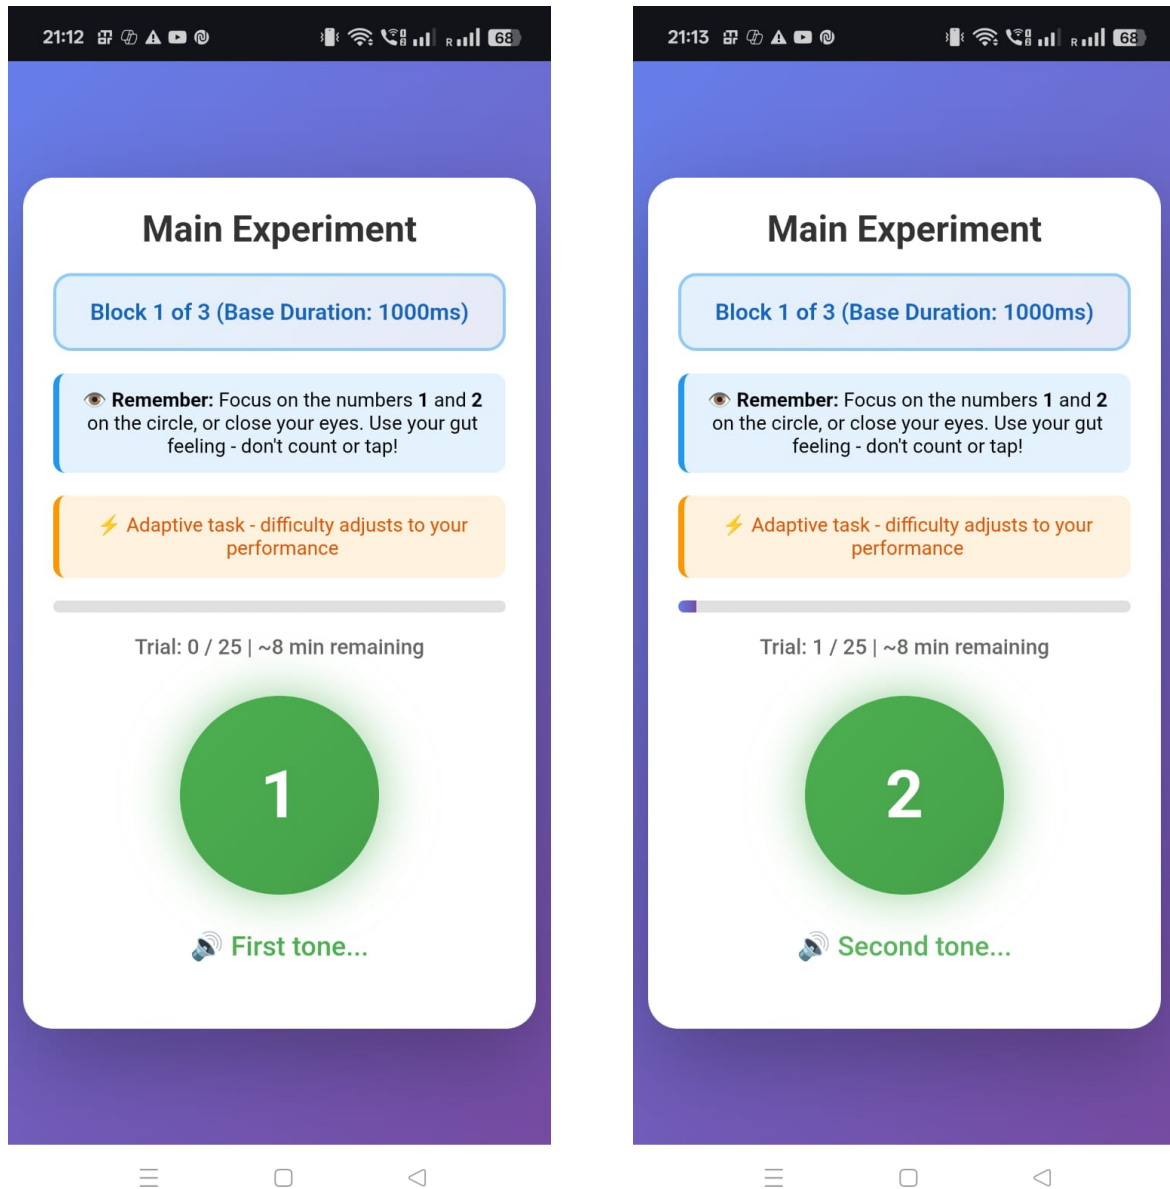 21:12
68
Main Experiment
Block 1 of 3 (Base Duration: 1000ms)
👁️ Remember: Focus on the numbers 1 and 2
on the circle, or close your eyes. Use your gut
feeling - don't count or tap!
⚡ Adaptive task - difficulty adjusts to your
performance
Trial: 0 / 25 | ~8 min remaining
1
🔊 First tone...
21:13
68
Main Experiment
Block 1 of 3 (Base Duration: 1000ms)
👁️ Remember: Focus on the numbers 1 and 2
on the circle, or close your eyes. Use your gut
feeling - don't count or tap!
⚡ Adaptive task - difficulty adjusts to your
performance
Trial: 1 / 25 | ~8 min remaining
2
🔊 Second tone...